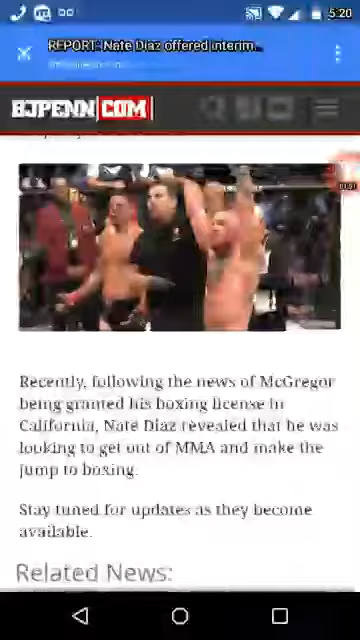 5:20
REPORT: Nate Diaz offered interim...
BJPENN.COM
Recently, following the news of McGregor
being granted his boxing license in
California, Nate Diaz revealed that he was
looking to get out of MMA and make the
jump to boxing.
Stay tuned for updates as they become
available.
Related News: